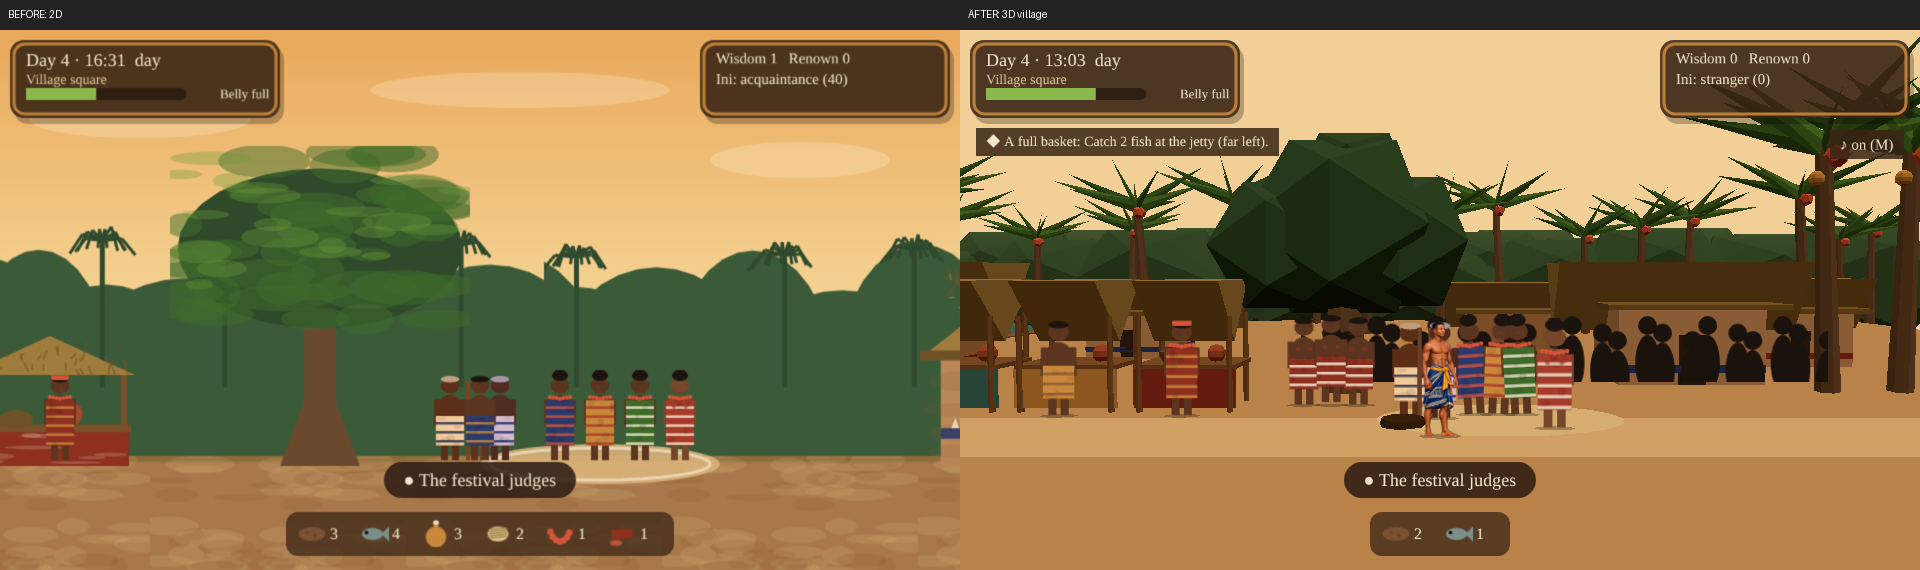 BEFORE: 2D
Day 4 · 16:31 day
Village square
Belly full
Wisdom 1 Renown 0
Ini: acquaintance (40)
● The festival judges
3 4 3 2 1 1
AFTER: 3D village
Day 4 · 13:03 day
Village square
Belly full
Wisdom 0 Renown 0
Ini: stranger (0)
◆ A full basket: Catch 2 fish at the jetty (far left).
♪ on (M)
● The festival judges
2 1